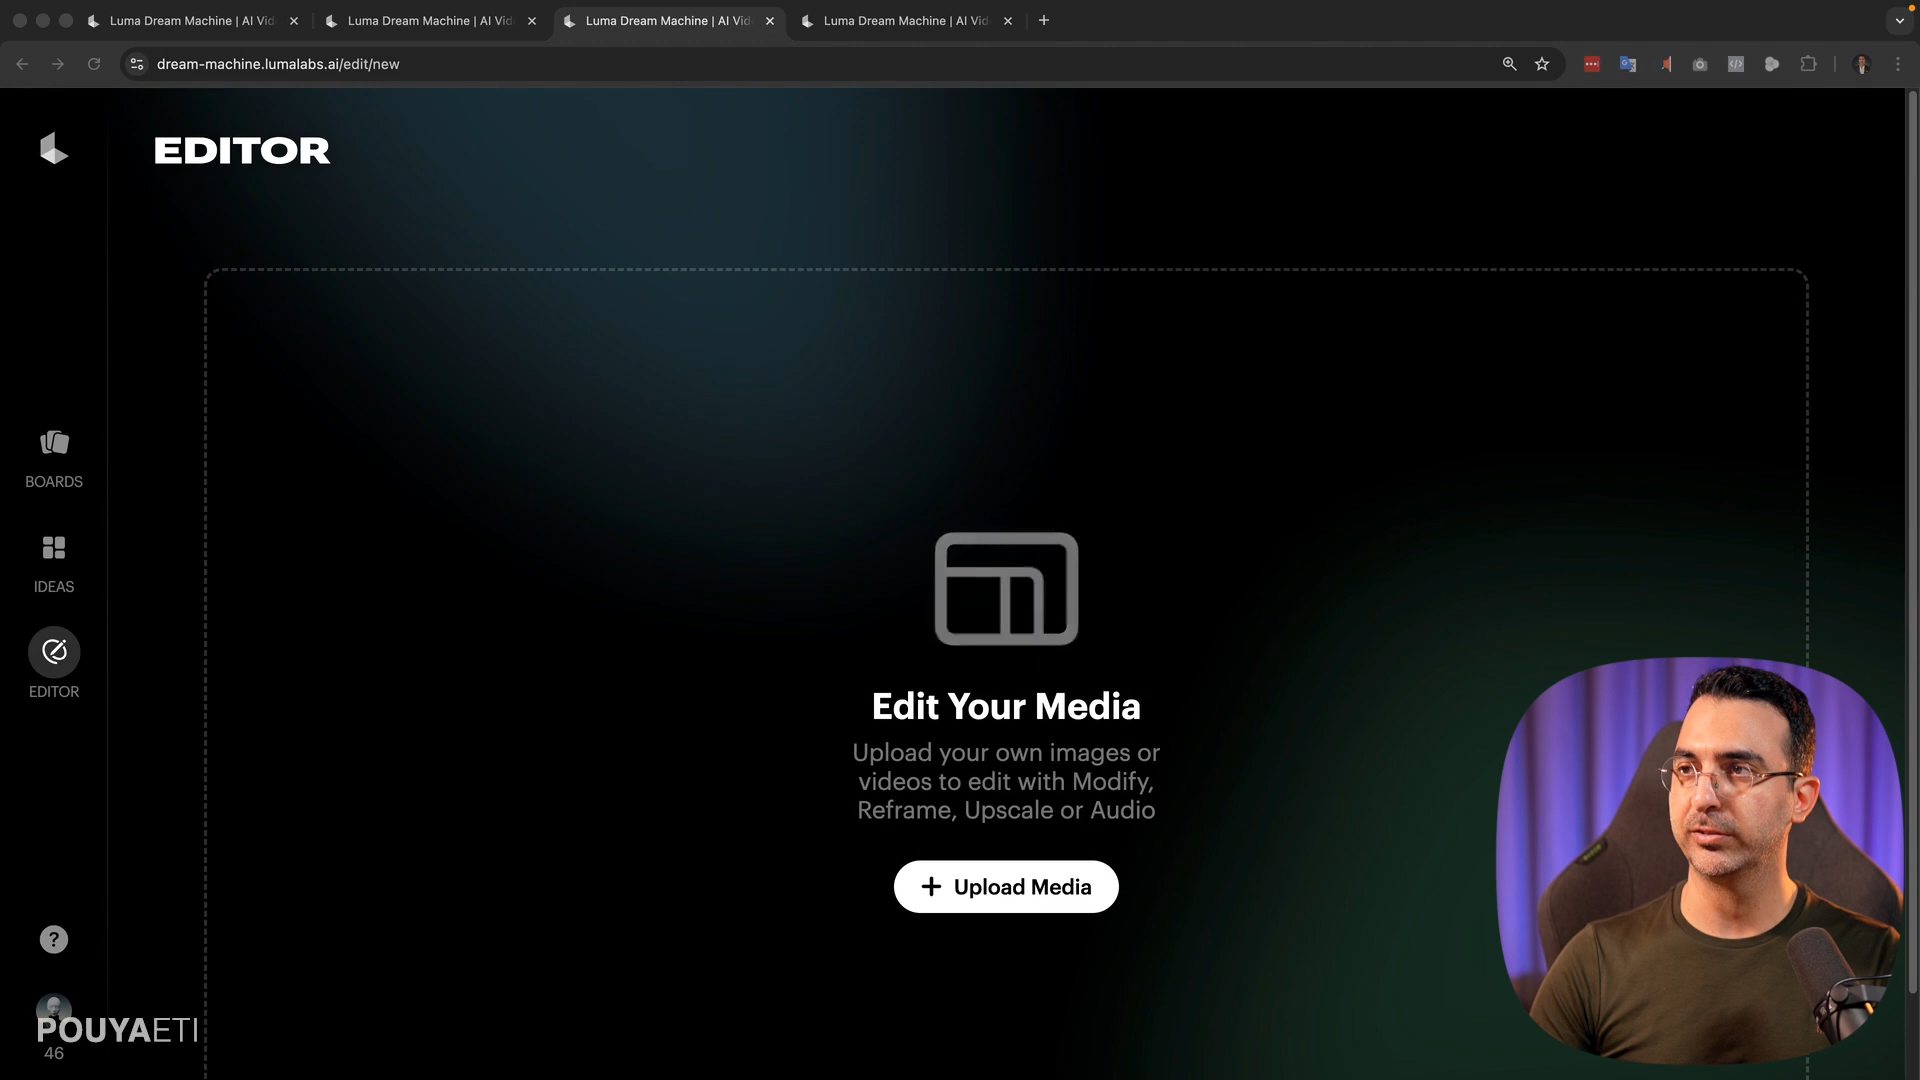 Luma Dream Machine | AI Vid
Luma Dream Machine | AI Vid
Luma Dream Machine | AI Vid
Luma Dream Machine | AI Vid
dream-machine.lumalabs.ai/edit/new
EDITOR
BOARDS
IDEAS
EDITOR
Edit Your Media
Upload your own images or
videos to edit with Modify,
Reframe, Upscale or Audio
+ Upload Media
?
POUYAETI
46